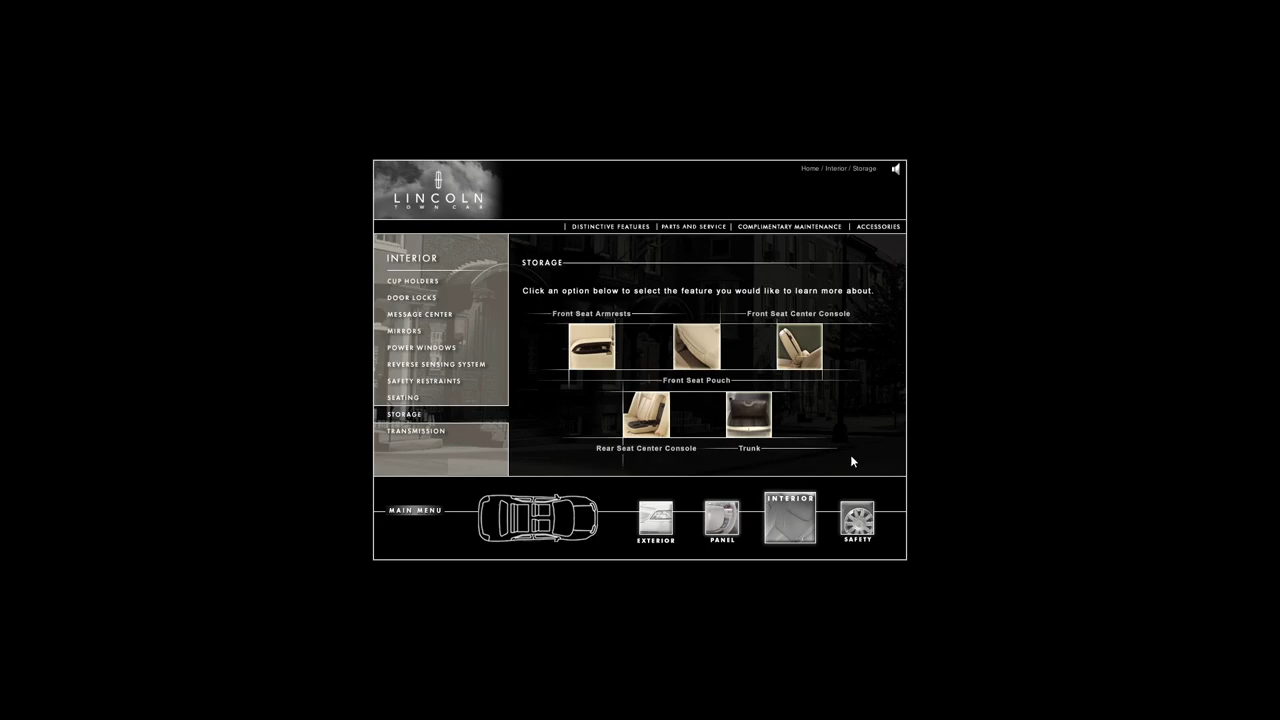 Home / Interior / Storage
LINCOLN
TOWN CAR
| DISTINCTIVE FEATURES | PARTS AND SERVICE | COMPLIMENTARY MAINTENANCE | ACCESSORIES
INTERIOR
CUP HOLDERS
DOOR LOCKS
MESSAGE CENTER
MIRRORS
POWER WINDOWS
REVERSE SENSING SYSTEM
SAFETY RESTRAINTS
SEATING
STORAGE
TRANSMISSION
STORAGE
Click an option below to select the feature you would like to learn more about.
Front Seat Armrests
Front Seat Center Console
Front Seat Pouch
Rear Seat Center Console
Trunk
MAIN MENU
EXTERIOR
PANEL
INTERIOR
SAFETY